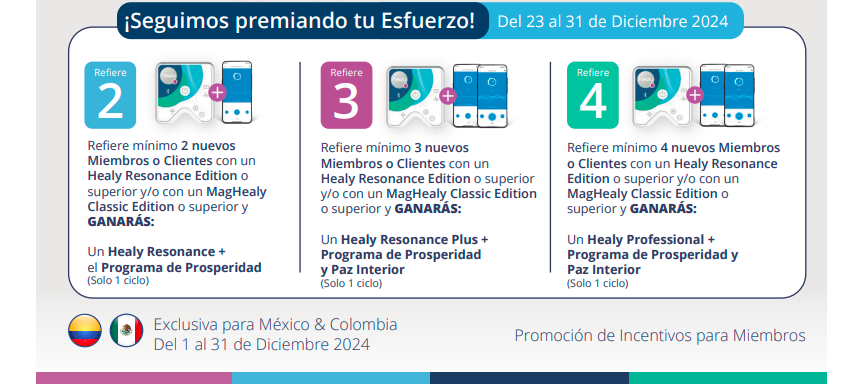 ¡Seguimos premiando tu Esfuerzo!
Del 23 al 31 de Diciembre 2024
Refiere
2
Refiere mínimo 2 nuevos
Miembros o Clientes con un
Healy Resonance Edition o
superior y/o con un MagHealy
Classic Edition o superior y
GANARÁS:
Un Healy Resonance +
el Programa de Prosperidad
(Solo 1 ciclo)
Refiere
3
Refiere mínimo 3 nuevos
Miembros o Clientes con un
Healy Resonance Edition o superior
y/o con un MagHealy Classic Edition
o superior y GANARÁS:
Un Healy Resonance Plus +
Programa de Prosperidad
y Paz Interior
(Solo 1 ciclo)
Refiere
4
Refiere mínimo 4 nuevos Miembros
o Clientes con un Healy Resonance
Edition o superior y/o con un
MagHealy Classic Edition o
superior y GANARÁS:
Un Healy Professional +
Programa de Prosperidad y
Paz Interior
(Solo 1 ciclo)
Exclusiva para México & Colombia
Del 1 al 31 de Diciembre 2024
Promoción de Incentivos para Miembros